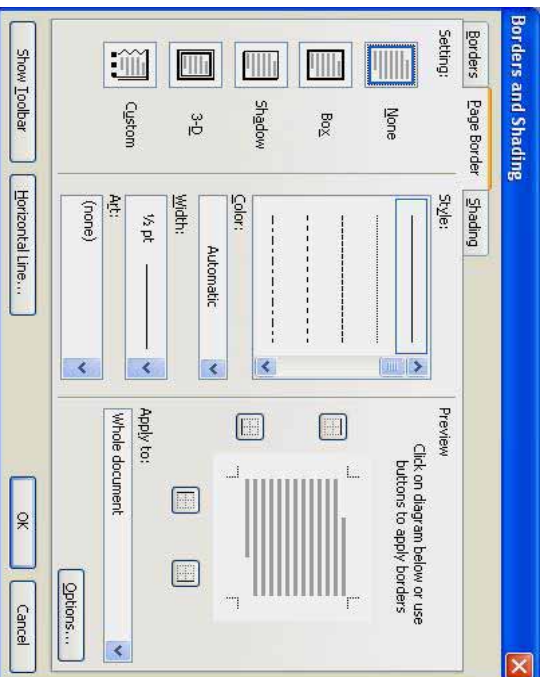 Borders and Shading
Borders
Page Border
Shading
Setting:
None
Box
Shadow
3-D
Custom
Style:
Color:
Automatic
Width:
½ pt
Art:
(none)
Preview
Click on diagram below or use
buttons to apply borders
Apply to:
Whole document
Options...
Show Toolbar
Horizontal Line...
OK
Cancel